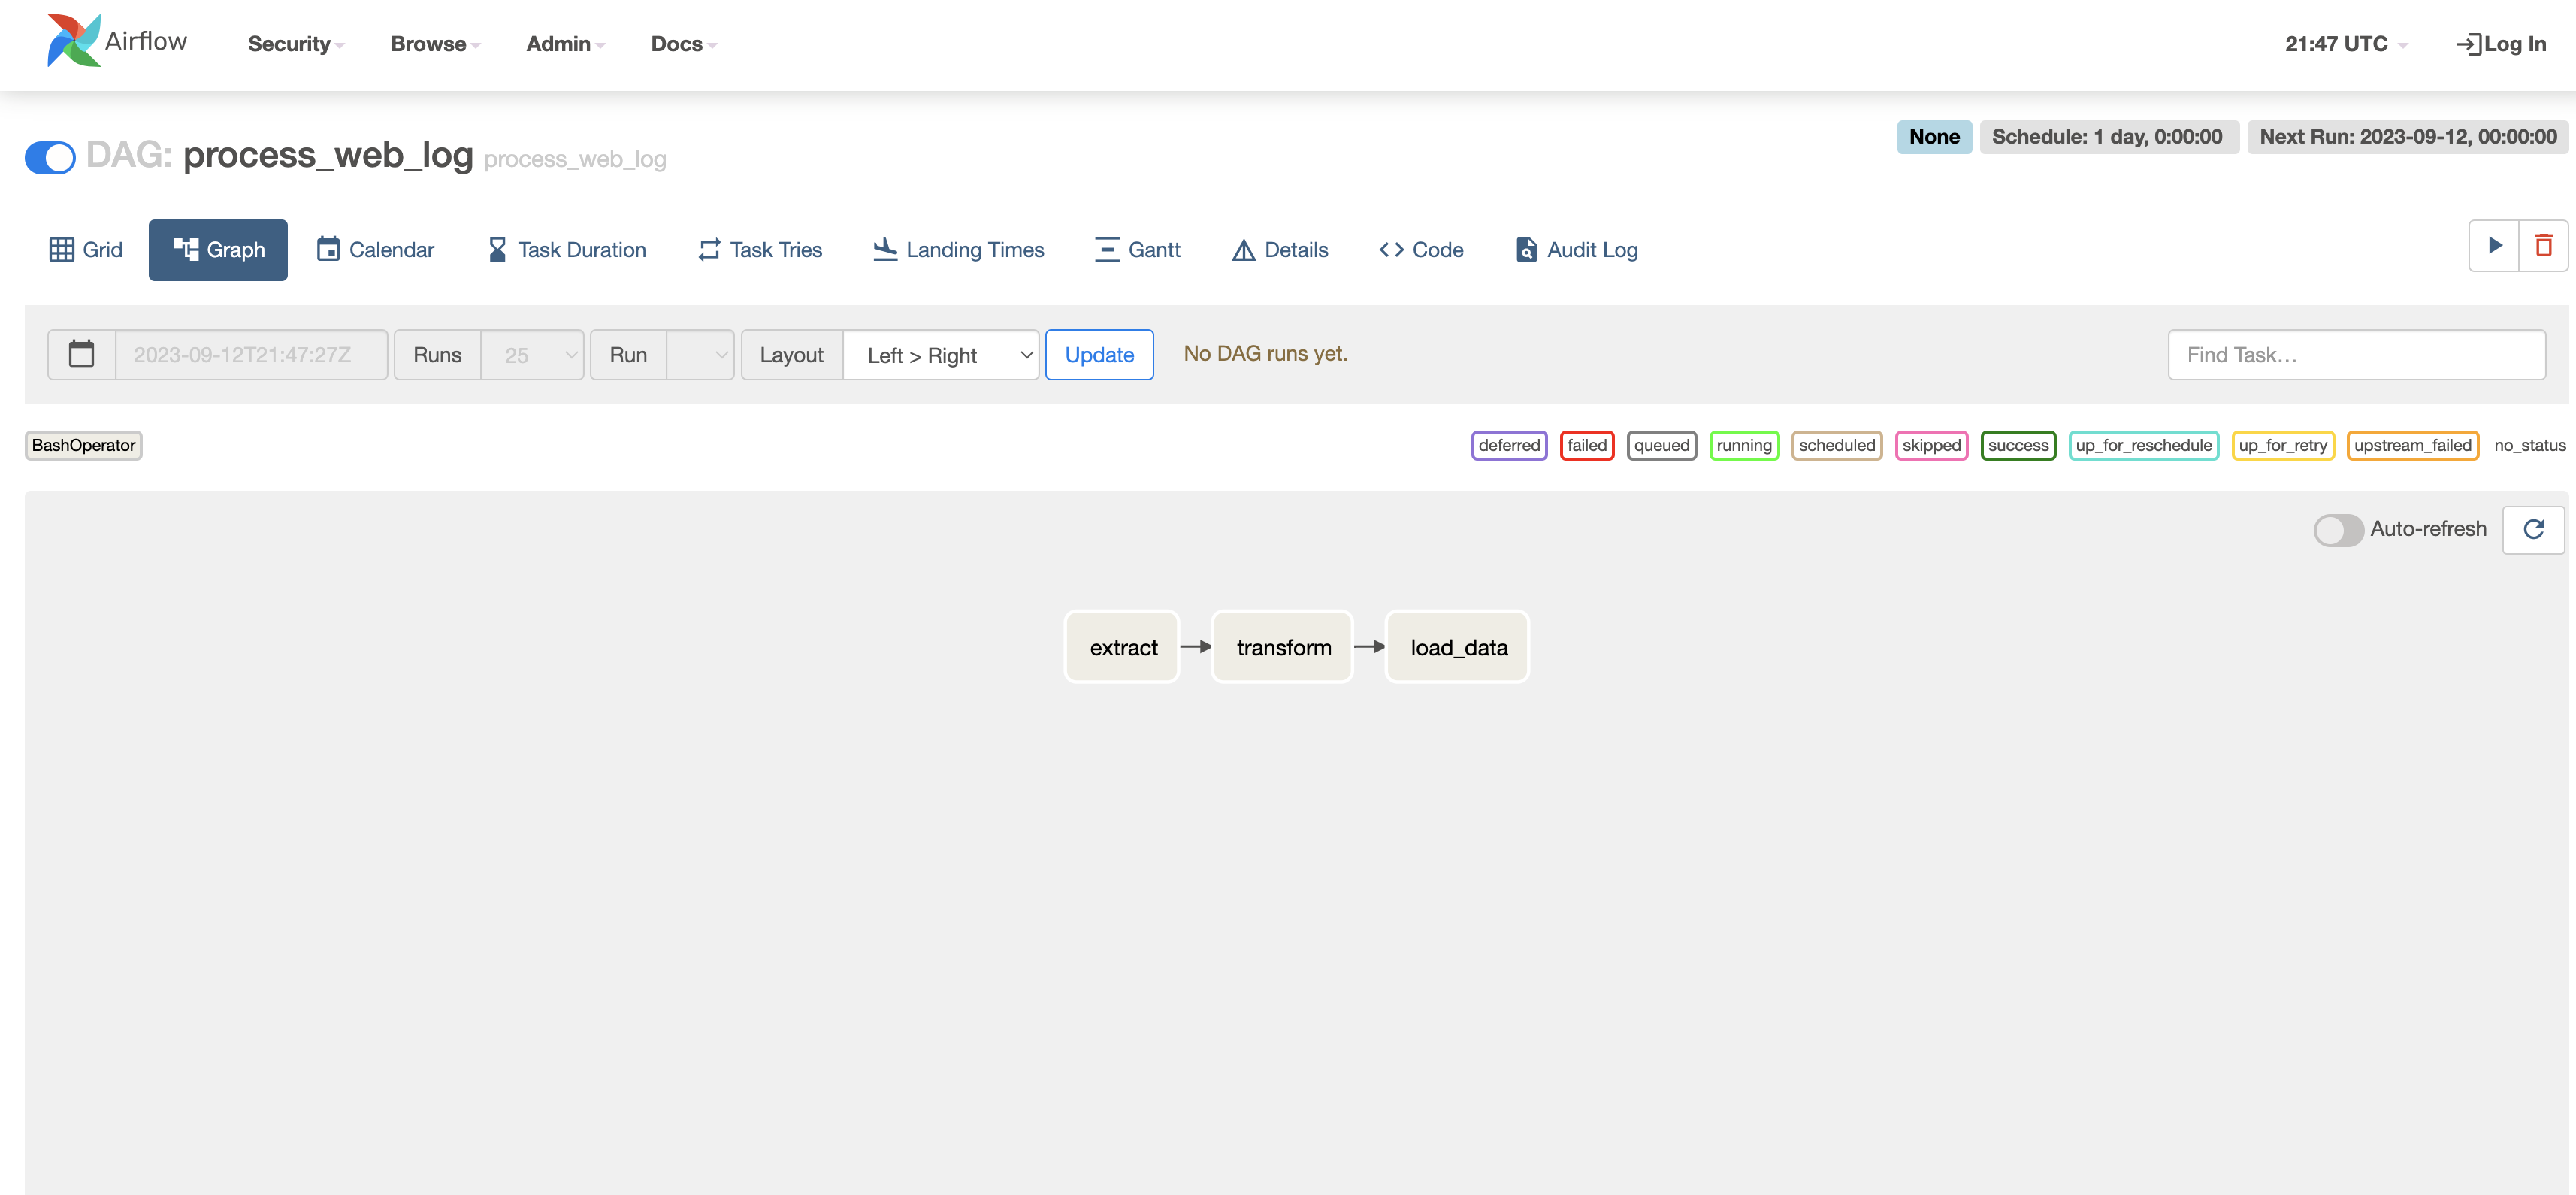 Airflow Security Browse Admin Docs 21:47 UTC Log In
None Schedule: 1 day, 0:00:00 Next Run: 2023-09-12, 00:00:00
DAG: process_web_log process_web_log
Grid Graph Calendar Task Duration Task Tries Landing Times Gantt Details Code Audit Log
2023-09-12T21:47:27Z Runs 25 Run Layout Left > Right Update No DAG runs yet. Find Task...
BashOperator deferred failed queued running scheduled skipped success up_for_reschedule up_for_retry upstream_failed no_status
Auto-refresh
extract transform load_data